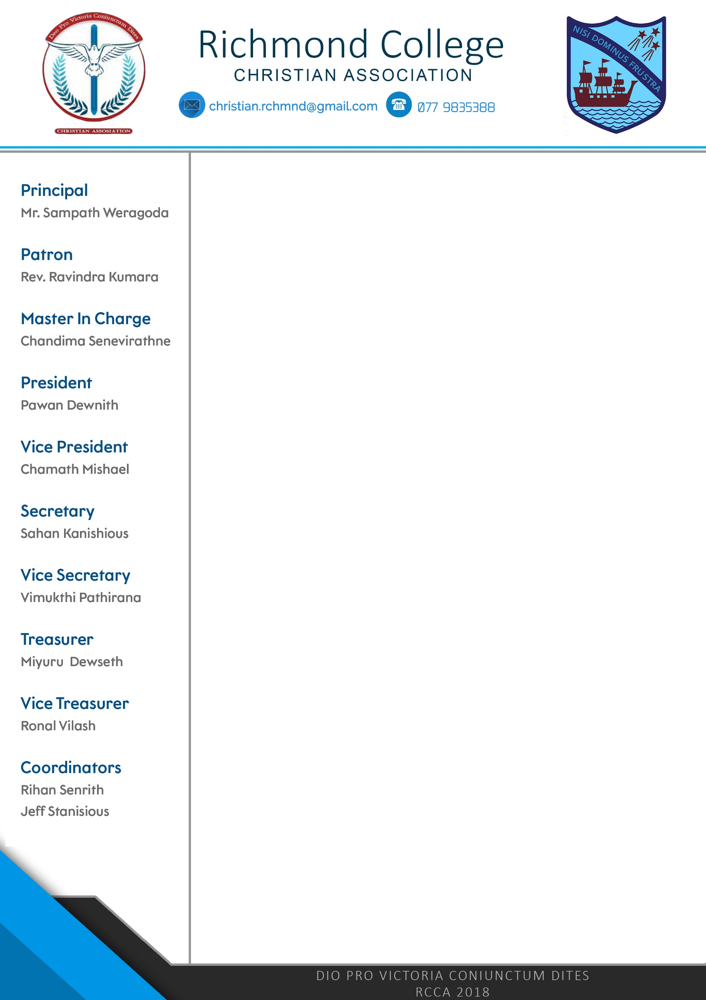 Deo Pro Victoria Coniunctum Dites
CHRISTIAN ASSOSIATION
Richmond College
CHRISTIAN ASSOCIATION
christian.rchmnd@gmail.com 077 9835388
NISI DOMINUS FRUSTRA
Principal
Mr. Sampath Weragoda
Patron
Rev. Ravindra Kumara
Master In Charge
Chandima Senevirathne
President
Pawan Dewnith
Vice President
Chamath Mishael
Secretary
Sahan Kanishious
Vice Secretary
Vimukthi Pathirana
Treasurer
Miyuru  Dewseth
Vice Treasurer
Ronal Vilash
Coordinators
Rihan Senrith
Jeff Stanisious
DIO PRO VICTORIA CONIUNCTUM DITES
RCCA 2018